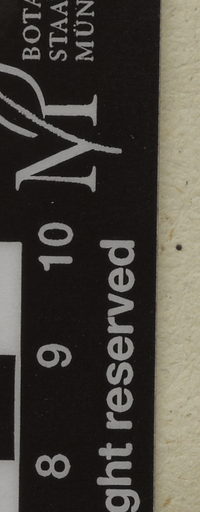 BOTA
STAA
MÜN
M
8 9 10
ght reserved